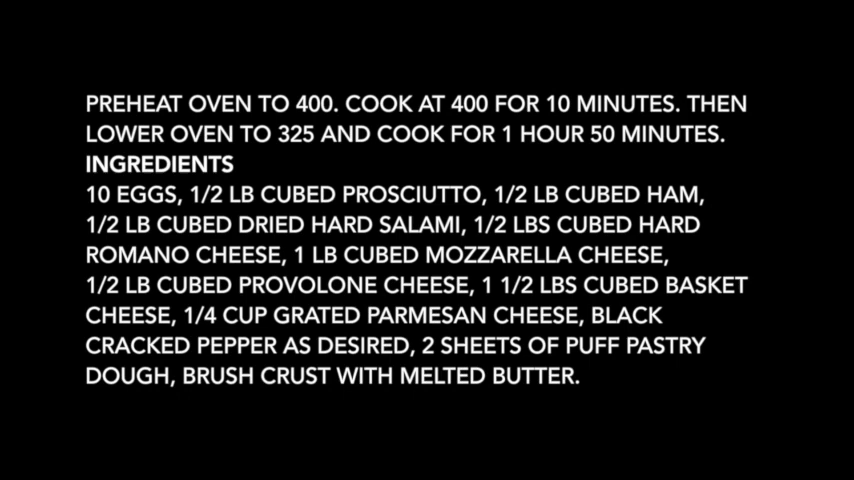 PREHEAT OVEN TO 400. COOK AT 400 FOR 10 MINUTES. THEN
LOWER OVEN TO 325 AND COOK FOR 1 HOUR 50 MINUTES.
INGREDIENTS
10 EGGS, 1/2 LB CUBED PROSCIUTTO, 1/2 LB CUBED HAM,
1/2 LB CUBED DRIED HARD SALAMI, 1/2 LBS CUBED HARD
ROMANO CHEESE, 1 LB CUBED MOZZARELLA CHEESE,
1/2 LB CUBED PROVOLONE CHEESE, 1 1/2 LBS CUBED BASKET
CHEESE, 1/4 CUP GRATED PARMESAN CHEESE, BLACK
CRACKED PEPPER AS DESIRED, 2 SHEETS OF PUFF PASTRY
DOUGH, BRUSH CRUST WITH MELTED BUTTER.